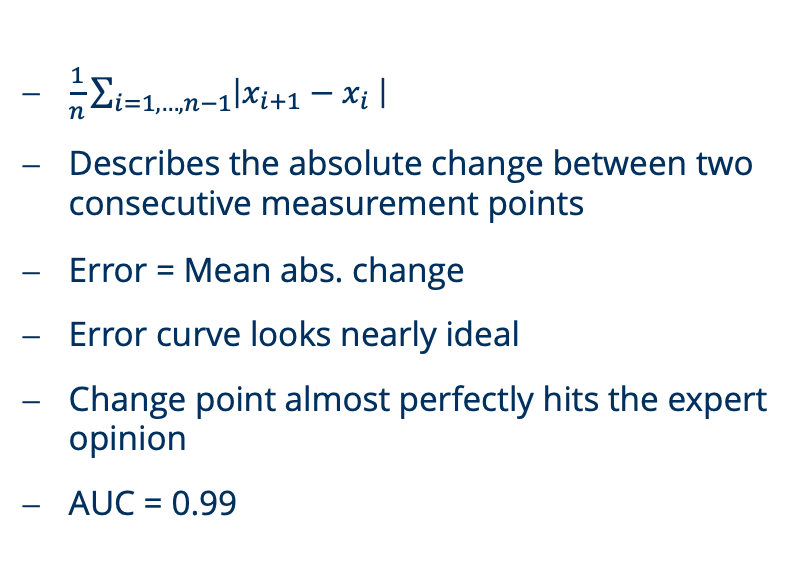 – 1/n ∑i=1,…,n−1|xi+1 − xi |
– Describes the absolute change between two
consecutive measurement points
– Error = Mean abs. change
– Error curve looks nearly ideal
– Change point almost perfectly hits the expert
opinion
– AUC = 0.99